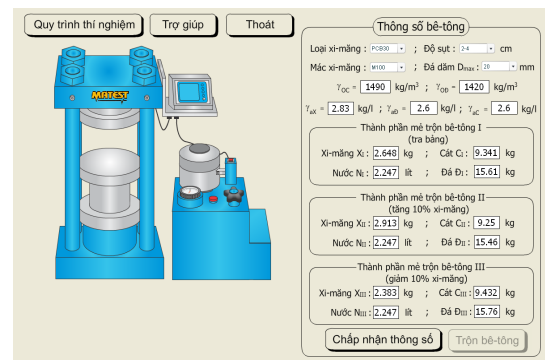 Quy trình thí nghiệm Trợ giúp Thoát
MATEST
Thông số bê-tông
Loại xi-măng : PCB30 ; Độ sụt : 2-4 cm
Mác xi-măng : M100 ; Đá dăm Dmax : 20 mm
γOC = 1490 kg/m³ ; γOĐ = 1420 kg/m³
γaX = 2.83 kg/l ; γaĐ = 2.6 kg/l ; γaC = 2.6 kg/l
Thành phần mẻ trộn bê-tông I
(tra bảng)
Xi-măng XI : 2.648 kg ; Cát CI : 9.341 kg
Nước NI : 2.247 lít ; Đá ĐI : 15.61 kg
Thành phần mẻ trộn bê-tông II
(tăng 10% xi-măng)
Xi-măng XII : 2.913 kg ; Cát CII : 9.25 kg
Nước NII : 2.247 lít ; Đá ĐII : 15.46 kg
Thành phần mẻ trộn bê-tông III
(giảm 10% xi-măng)
Xi-măng XIII : 2.383 kg ; Cát CIII : 9.432 kg
Nước NIII : 2.247 lít ; Đá ĐIII : 15.76 kg
Chấp nhận thông số Trộn bê-tông